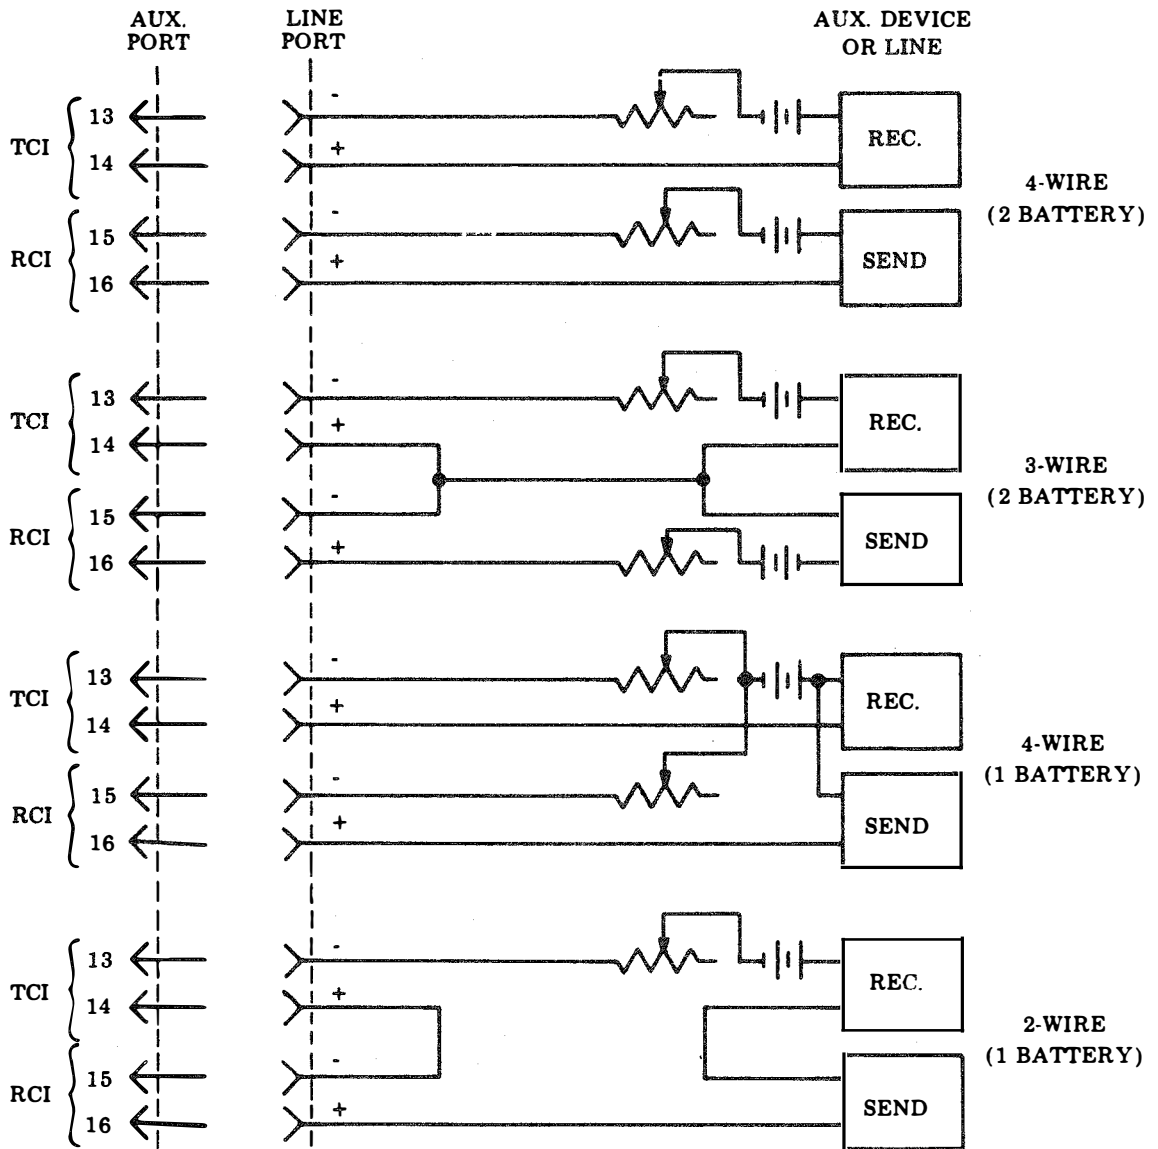 AUX. PORT
LINE PORT
AUX. DEVICE OR LINE
TCI
13 -
14 +
REC.
RCI
15 -
16 +
SEND
4-WIRE
(2 BATTERY)
TCI
13 -
14 +
REC.
RCI
15 -
16 +
SEND
3-WIRE
(2 BATTERY)
TCI
13 -
14 +
REC.
RCI
15 -
16 +
SEND
4-WIRE
(1 BATTERY)
TCI
13 -
14 +
REC.
RCI
15 -
16 +
SEND
2-WIRE
(1 BATTERY)